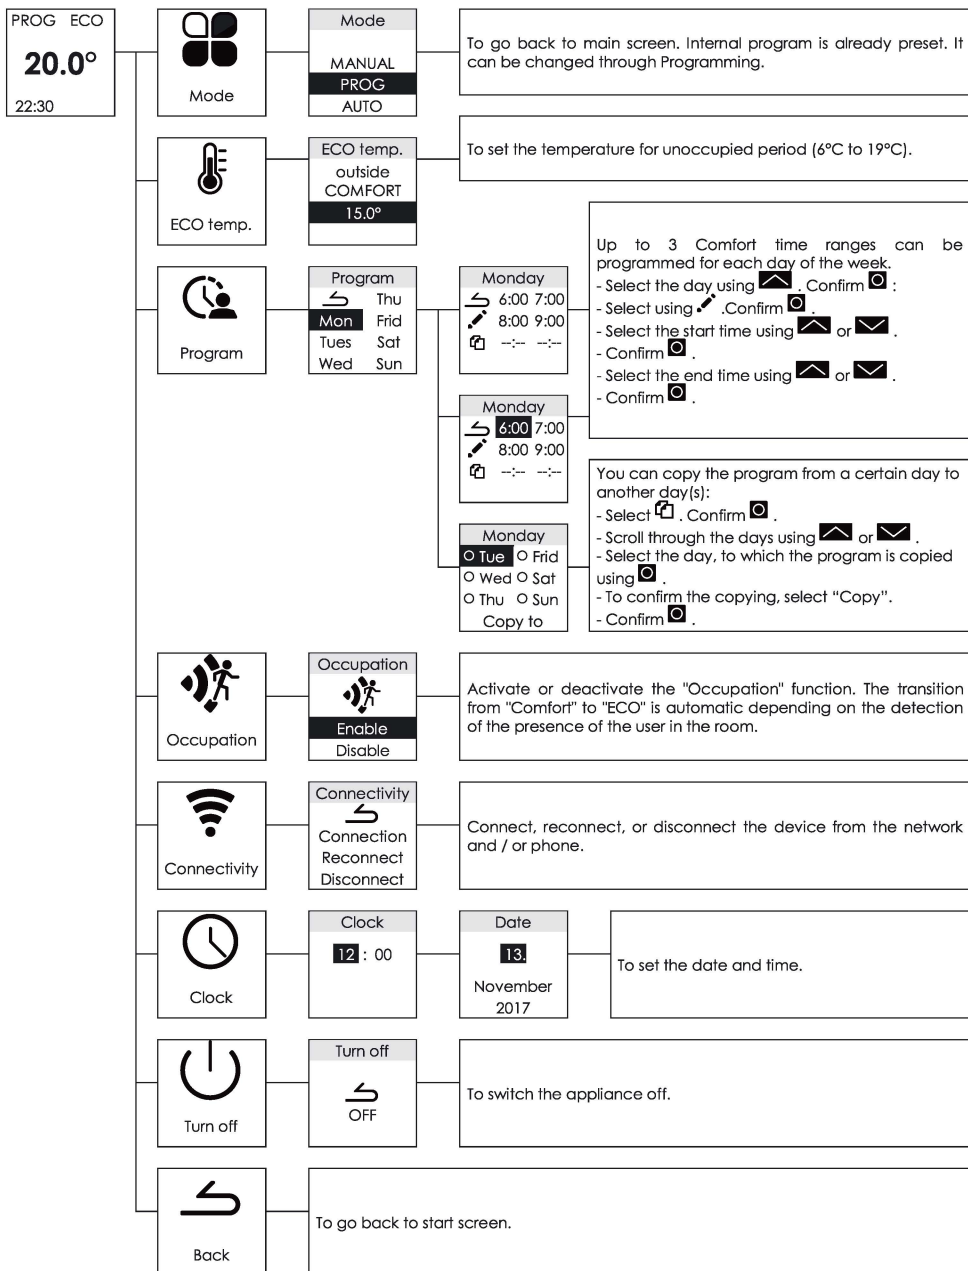 PROG ECO
20.0°
22:30
Mode
Mode
MANUAL
PROG
AUTO
To go back to main screen. Internal program is already preset. It
can be changed through Programming.
ECO temp.
ECO temp.
outside
COMFORT
15.0°
To set the temperature for unoccupied period (6°C to 19°C).
Program
Program
Thu
Mon Fri
Tues Sat
Wed Sun
Monday
6:00 7:00
8:00 9:00
--:-- --:--
Up to 3 Comfort time ranges can be
programmed for each day of the week.
- Select the day using . Confirm :
- Select using .Confirm .
- Select the start time using or .
- Confirm .
- Select the end time using or .
- Confirm .
Monday
6:00 7:00
8:00 9:00
--:-- --:--
Monday
Tue Frid
Wed Sat
Thu Sun
Copy to
You can copy the program from a certain day to
another day(s):
- Select . Confirm .
- Scroll through the days using or .
- Select the day, to which the program is copied
using .
- To confirm the copying, select “Copy”.
- Confirm .
Occupation
Occupation
Enable
Disable
Activate or deactivate the "Occupation" function. The transition
from "Comfort" to "ECO" is automatic depending on the detection
of the presence of the user in the room.
Connectivity
Connectivity
Connection
Reconnect
Disconnect
Connect, reconnect, or disconnect the device from the network
and / or phone.
Clock
Clock
12 : 00
Date
13.
November
2017
To set the date and time.
Turn off
Turn off
OFF
To switch the appliance off.
Back
To go back to start screen.